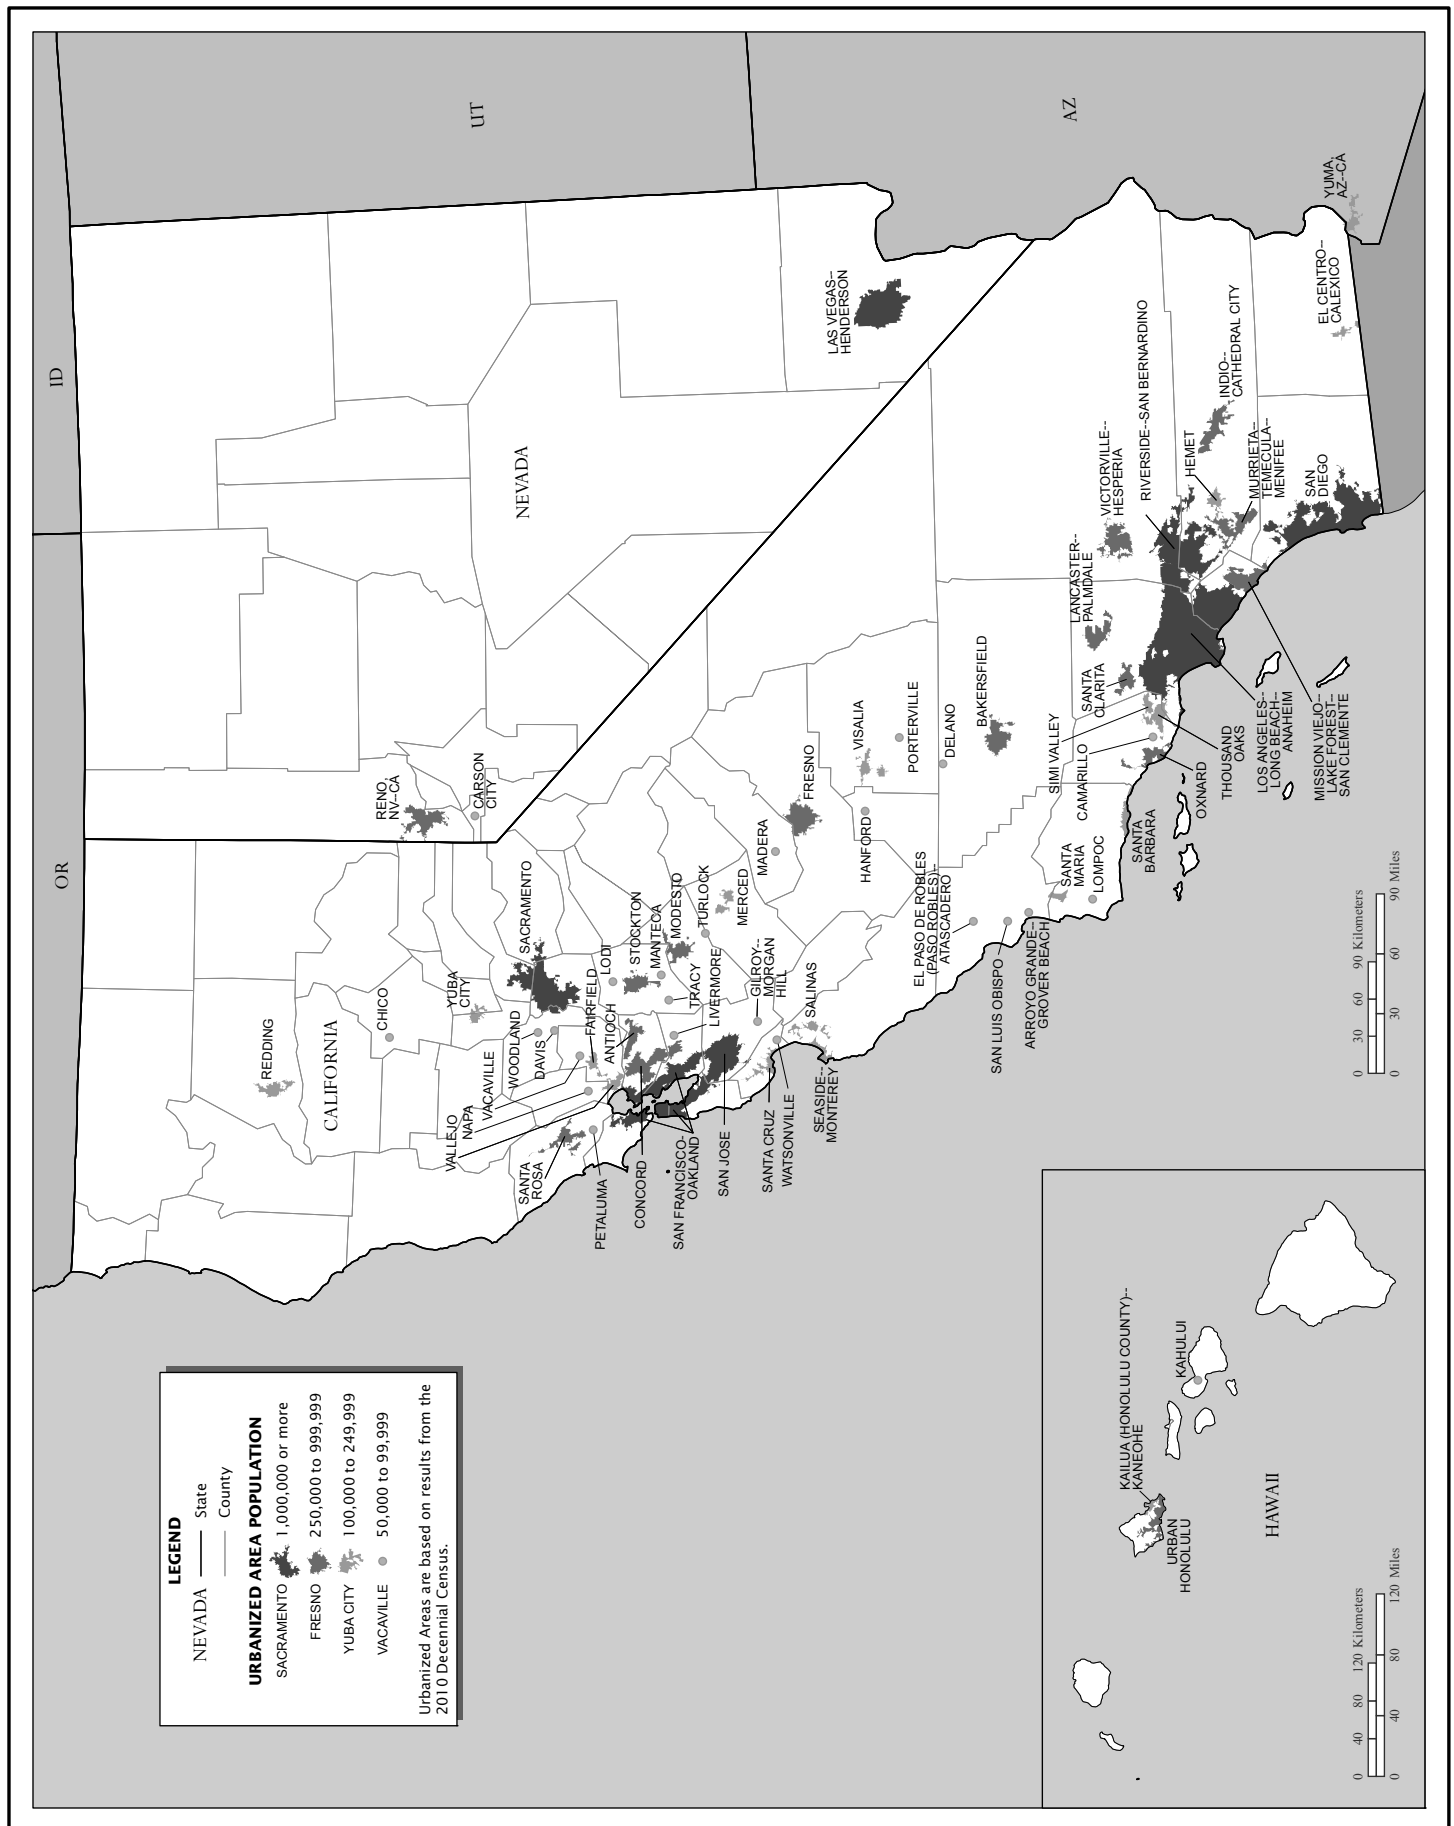 OR
ID
UT
AZ
NEVADA
CALIFORNIA
RENO,
NV--CA
CARSON
CITY
LAS VEGAS--
HENDERSON
REDDING
CHICO
YUBA
CITY
SACRAMENTO
WOODLAND
DAVIS
VACAVILLE
FAIRFIELD
NAPA
VALLEJO
SANTA
ROSA
PETALUMA
ANTIOCH
CONCORD
SAN FRANCISCO-
OAKLAND
LODI
STOCKTON
MANTECA
MODESTO
TRACY
LIVERMORE
TURLOCK
MERCED
SAN JOSE
GILROY--
MORGAN
HILL
SANTA CRUZ
WATSONVILLE
SALINAS
SEASIDE--
MONTEREY
MADERA
FRESNO
HANFORD
VISALIA
PORTERVILLE
DELANO
BAKERSFIELD
EL PASO DE ROBLES
(PASO ROBLES)--
ATASCADERO
SAN LUIS OBISPO
ARROYO GRANDE--
GROVER BEACH
SANTA
MARIA
LOMPOC
SANTA
BARBARA
OXNARD
CAMARILLO
SIMI VALLEY
THOUSAND
OAKS
SANTA
CLARITA
LANCASTER--
PALMDALE
VICTORVILLE--
HESPERIA
RIVERSIDE--SAN BERNARDINO
LOS ANGELES--
LONG BEACH--
ANAHEIM
MISSION VIEJO--
LAKE FOREST--
SAN CLEMENTE
HEMET
MURRIETA--
TEMECULA--
MENIFEE
INDIO--
CATHEDRAL CITY
SAN
DIEGO
EL CENTRO--
CALEXICO
YUMA,
AZ--CA
0 30 60 90 Kilometers
0 30 60 90 Miles
LEGEND
NEVADA State
County
URBANIZED AREA POPULATION
SACRAMENTO 1,000,000 or more
FRESNO 250,000 to 999,999
YUBA CITY 100,000 to 249,999
VACAVILLE 50,000 to 99,999
Urbanized Areas are based on results from the
2010 Decennial Census.
KAILUA (HONOLULU COUNTY)--
KANEOHE
URBAN
HONOLULU
KAHULUI
HAWAII
0 40 80 120 Kilometers
0 40 80 120 Miles